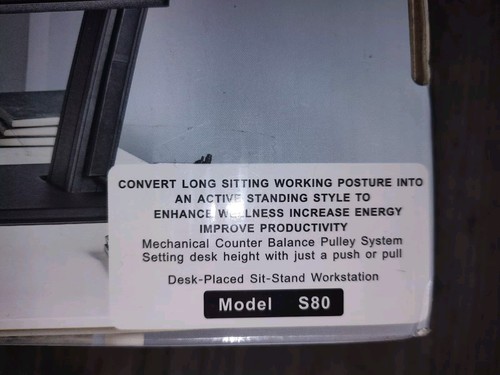 CONVERT LONG SITTING WORKING POSTURE INTO
AN ACTIVE STANDING STYLE TO
ENHANCE WELLNESS INCREASE ENERGY
IMPROVE PRODUCTIVITY
Mechanical Counter Balance Pulley System
Setting desk height with just a push or pull
Desk-Placed Sit-Stand Workstation
Model S80